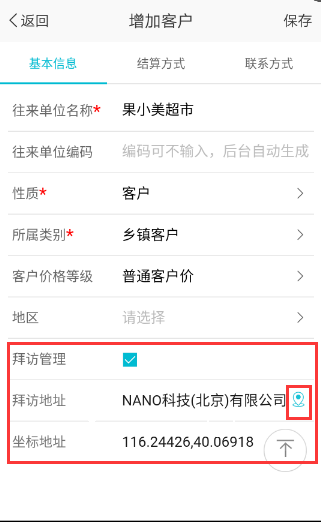 返回 增加客户 保存
基本信息 结算方式 联系方式
往来单位名称* 果小美超市
往来单位编码 编码可不输入，后台自动生成
性质* 客户
所属类别* 乡镇客户
客户价格等级 普通客户价
地区 请选择
拜访管理
拜访地址 NANO科技(北京)有限公司
坐标地址 116.24426,40.06918